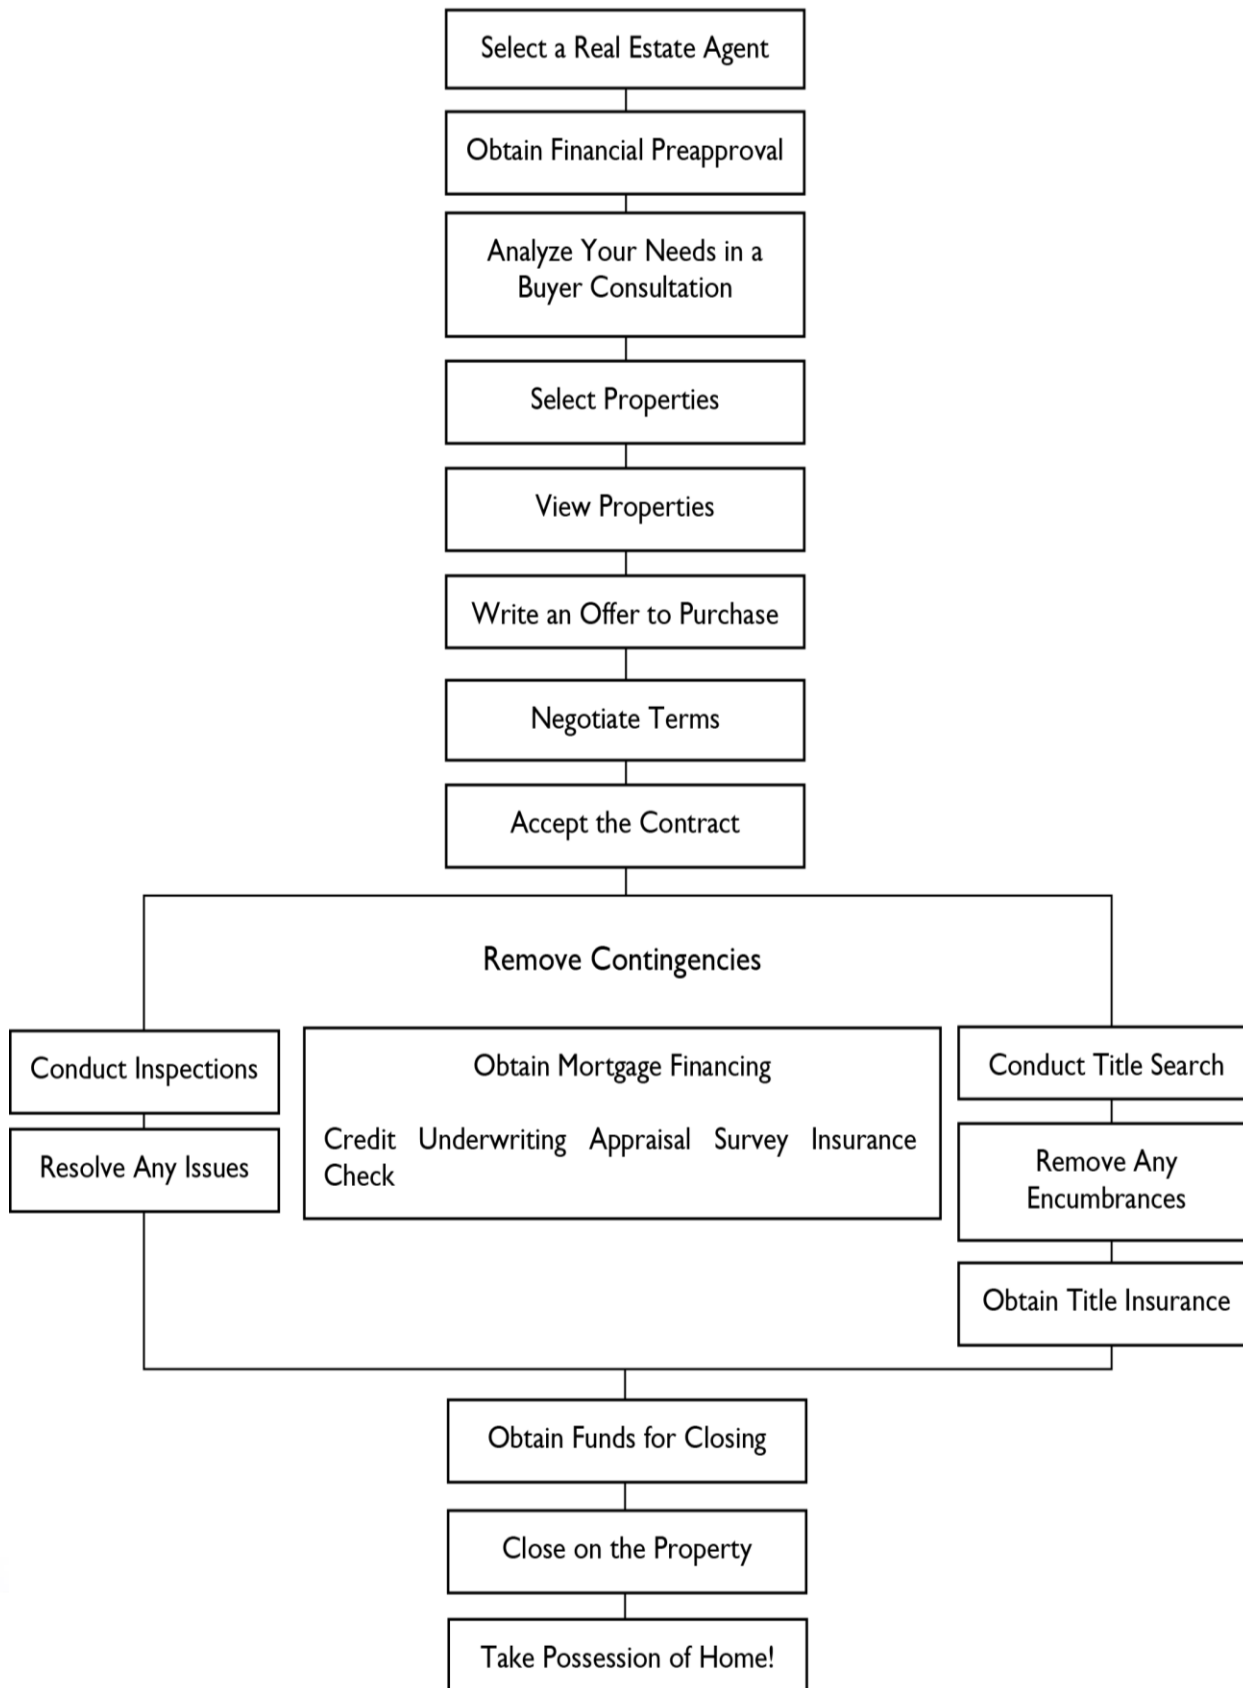 Select a Real Estate Agent
Obtain Financial Preapproval
Analyze Your Needs in a
Buyer Consultation
Select Properties
View Properties
Write an Offer to Purchase
Negotiate Terms
Accept the Contract
Remove Contingencies
Conduct Inspections
Resolve Any Issues
Obtain Mortgage Financing
Credit Underwriting Appraisal Survey Insurance
Check
Conduct Title Search
Remove Any
Encumbrances
Obtain Title Insurance
Obtain Funds for Closing
Close on the Property
Take Possession of Home!